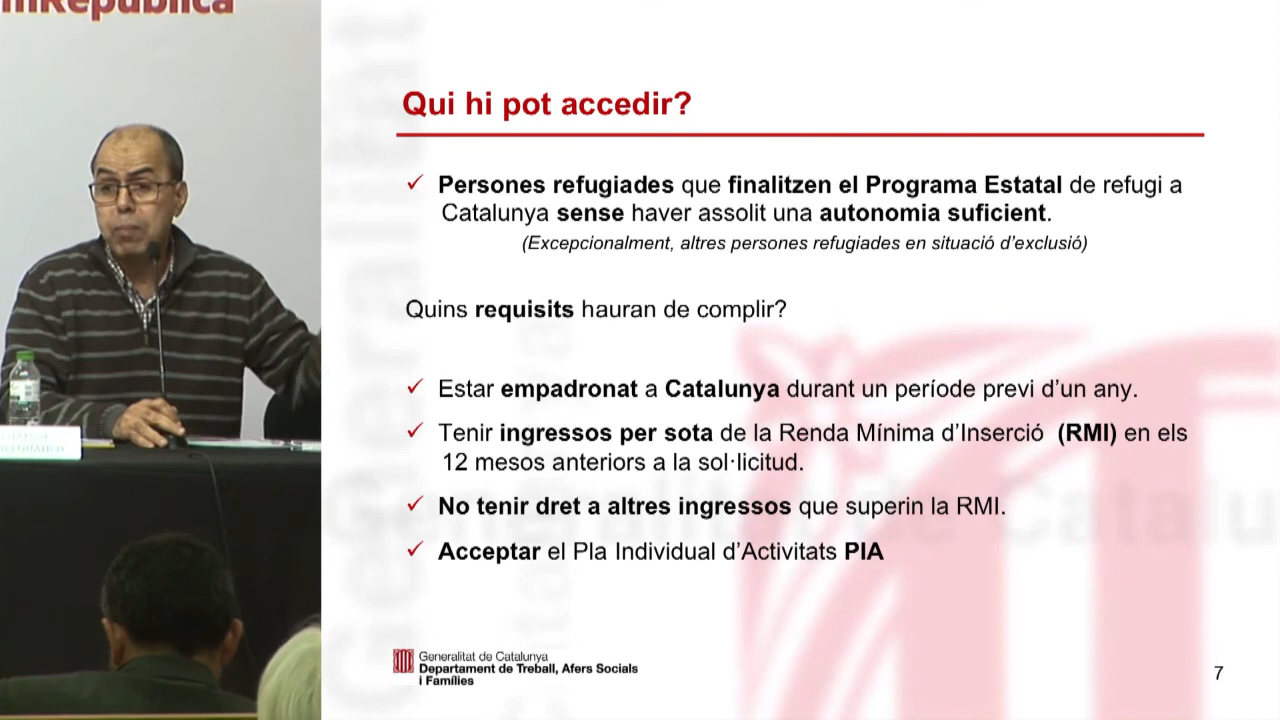 mRepública
Qui hi pot accedir?
✓ Persones refugiades que finalitzen el Programa Estatal de refugi a
Catalunya sense haver assolit una autonomia suficient.
(Excepcionalment, altres persones refugiades en situació d'exclusió)
Quins requisits hauran de complir?
✓ Estar empadronat a Catalunya durant un període previ d'un any.
✓ Tenir ingressos per sota de la Renda Mínima d'Inserció (RMI) en els
12 mesos anteriors a la sol·licitud.
✓ No tenir dret a altres ingressos que superin la RMI.
✓ Acceptar el Pla Individual d'Activitats PIA
Generalitat de Catalunya
Departament de Treball, Afers Socials
i Famílies
7